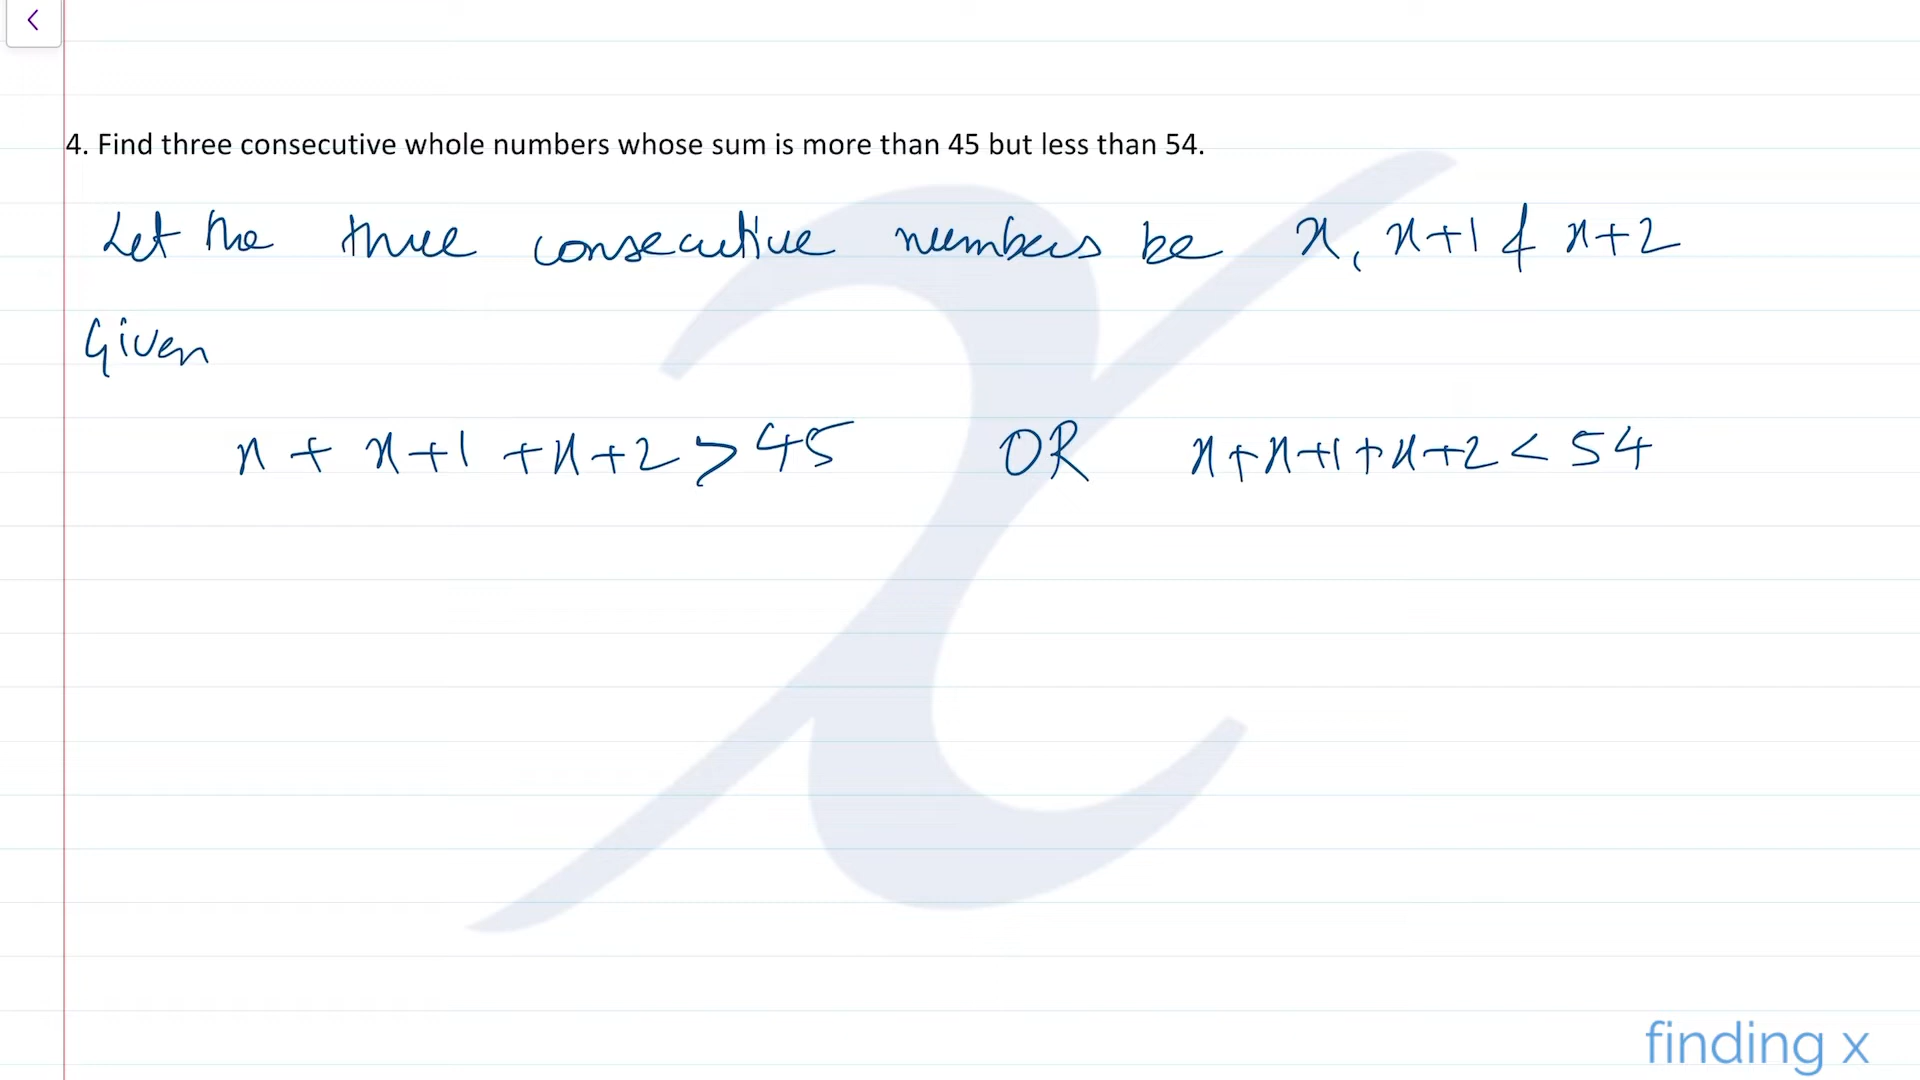 4. Find three consecutive whole numbers whose sum is more than 45 but less than 54.
Let the three consecutive numbers be x, x+1 & x+2
Given
x + x+1 +x+2 > 45 OR x+x+1+x+2 < 54
finding x